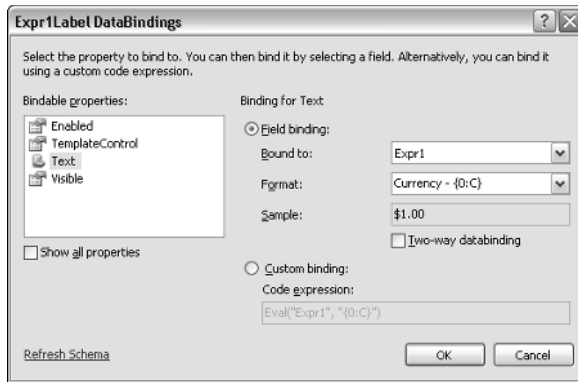 Expr1Label DataBindings
Select the property to bind to. You can then bind it by selecting a field. Alternatively, you can bind it
using a custom code expression.
Bindable properties:
Enabled
TemplateControl
Text
Visible
Show all properties
Binding for Text
Field binding:
Bound to:
Expr1
Format:
Currency - {0:C}
Sample:
$1.00
Two-way databinding
Custom binding:
Code expression:
Eval("Expr1", "{0:C}")
Refresh Schema
OK
Cancel